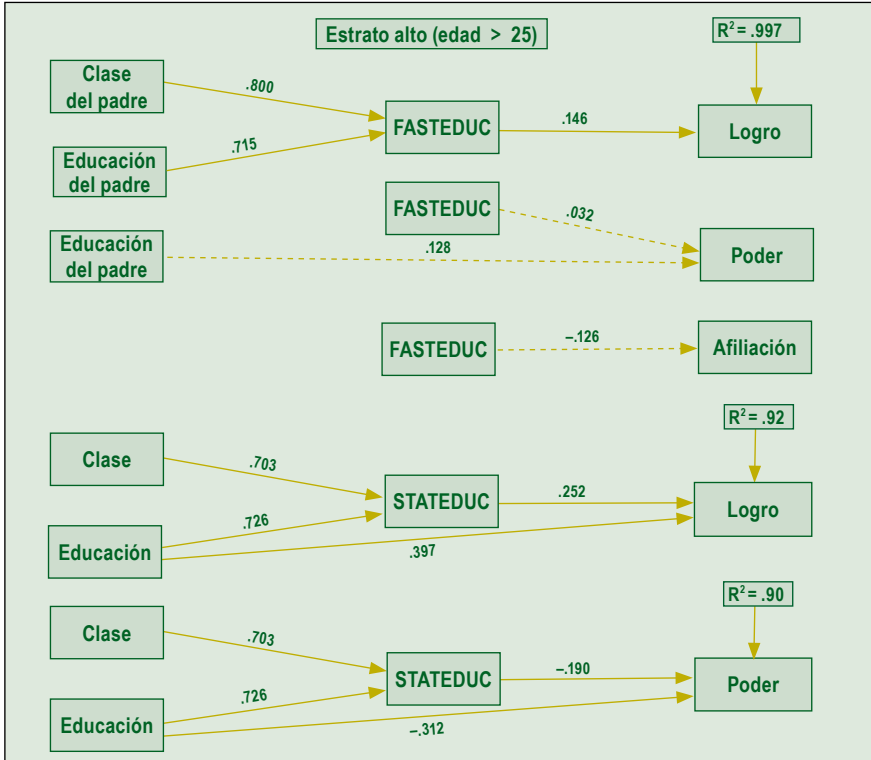 Estrato alto (edad > 25)
R² = .997
Clase
del padre
.800
FASTEDUC
.146
Logro
.715
Educación
del padre
FASTEDUC
.032
Educación
del padre
.128
Poder
FASTEDUC
–.126
Afiliación
R² = .92
Clase
.703
STATEDUC
.252
Logro
.726
Educación
.397
R² = .90
Clase
.703
STATEDUC
–.190
Poder
.726
Educación
–.312